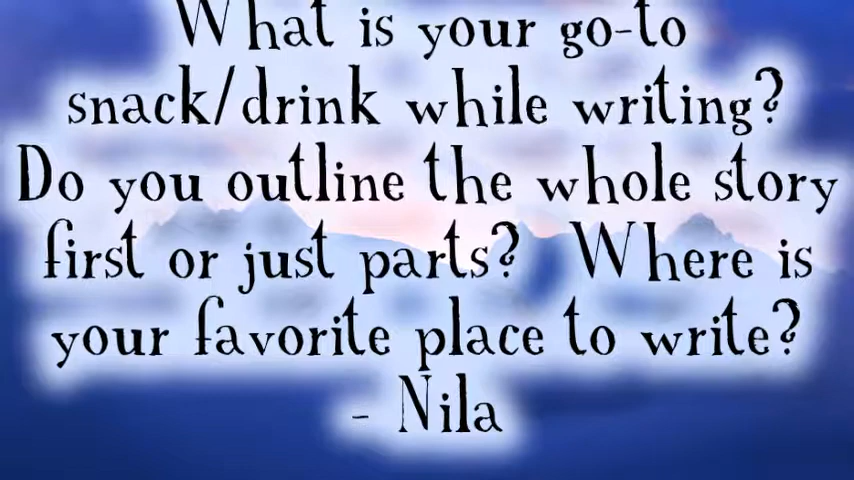 What is your go-to
snack/drink while writing?
Do you outline the whole story
first or just parts? Where is
your favorite place to write?
- Nila